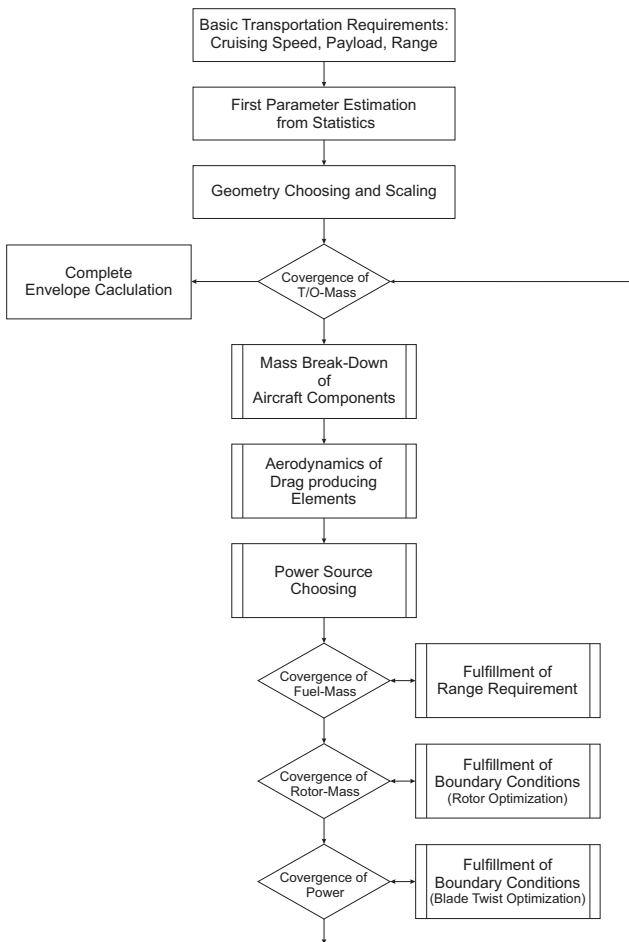 Basic Transportation Requirements:
Cruising Speed, Payload, Range
First Parameter Estimation
from Statistics
Geometry Choosing and Scaling
Complete
Envelope Caclulation
Covergence of
T/O-Mass
Mass Break-Down
of
Aircraft Components
Aerodynamics of
Drag producing
Elements
Power Source
Choosing
Covergence of
Fuel-Mass
Fulfillment of
Range Requirement
Covergence of
Rotor-Mass
Fulfillment of
Boundary Conditions
(Rotor Optimization)
Covergence of
Power
Fulfillment of
Boundary Conditions
(Blade Twist Optimization)